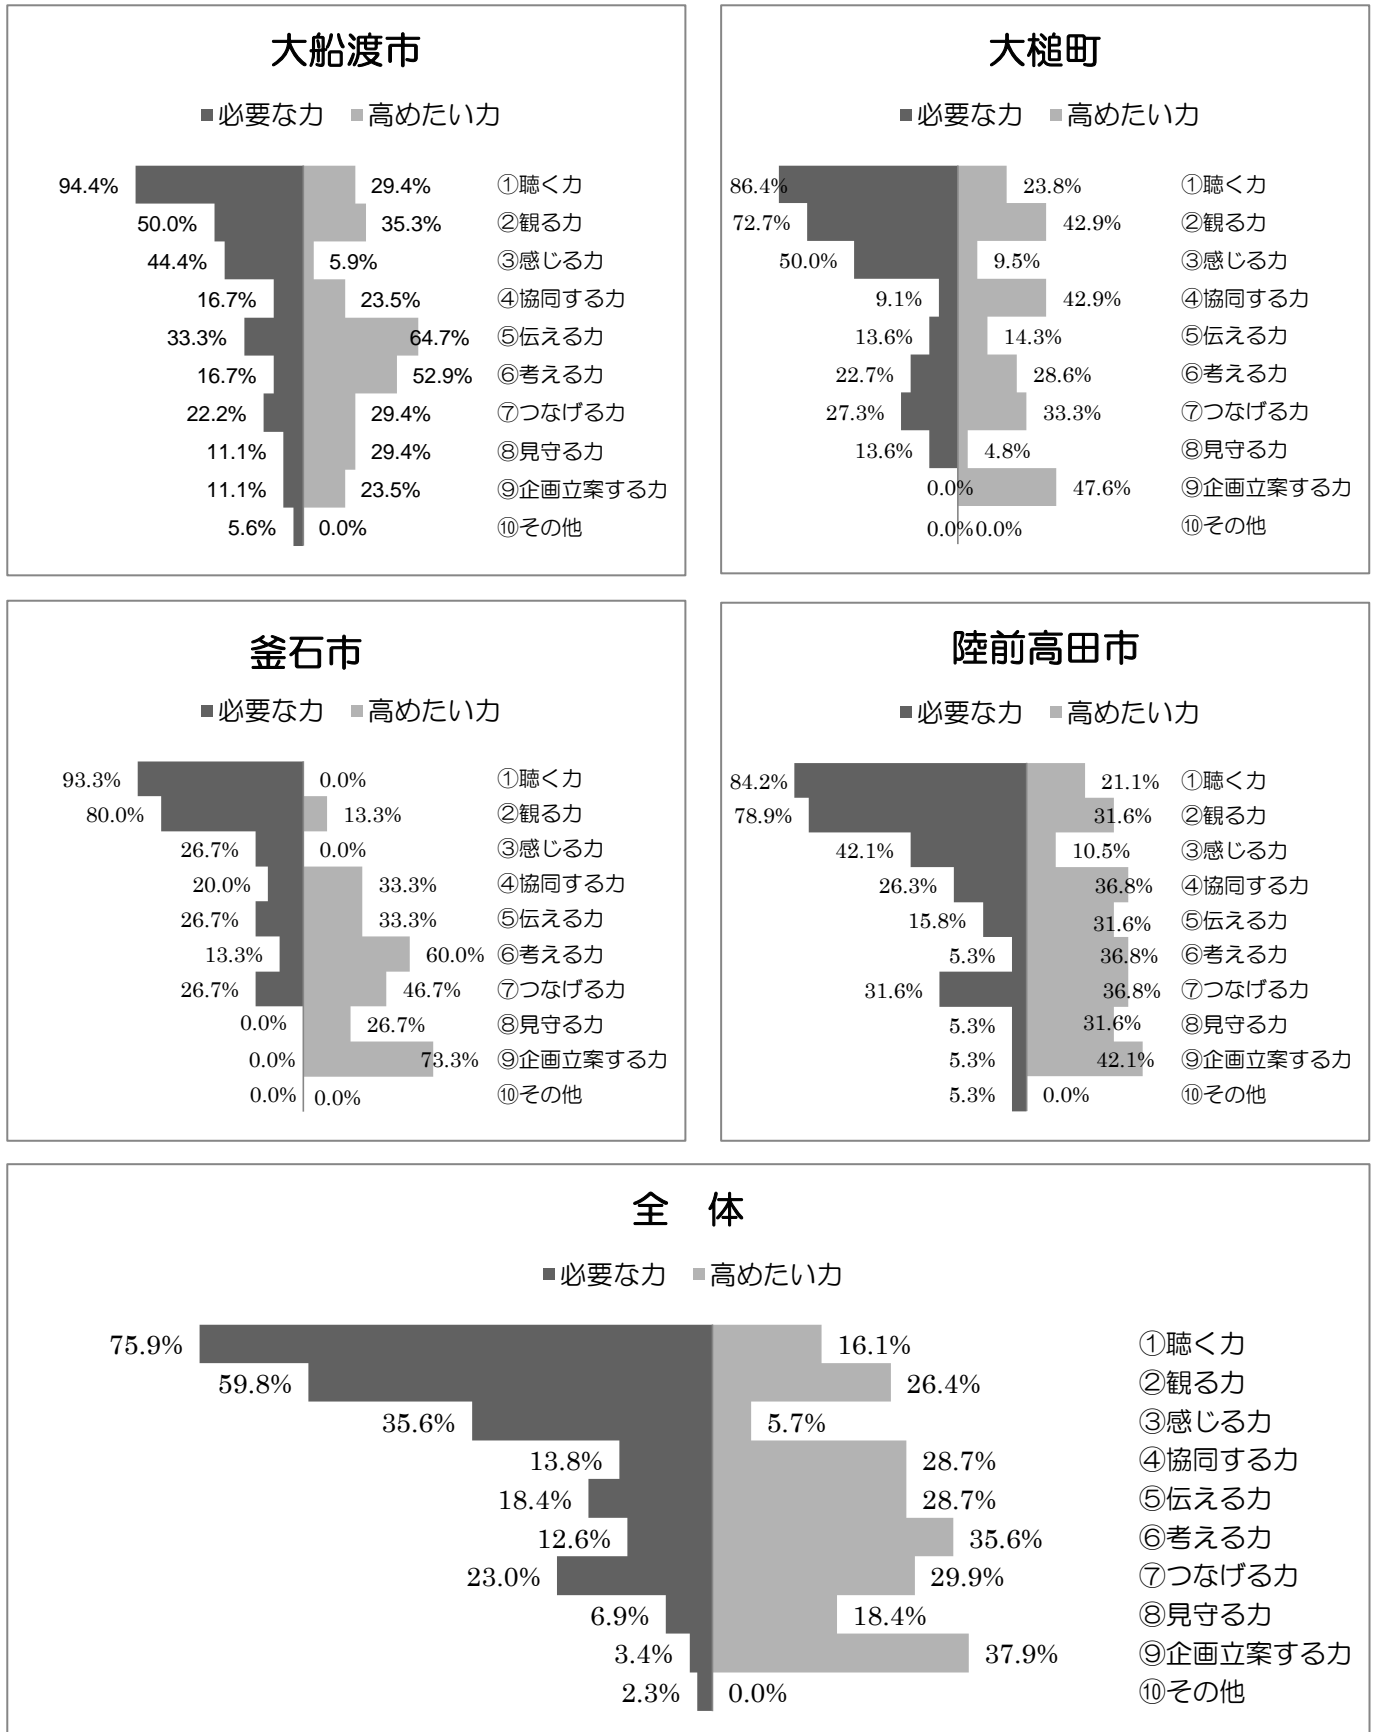 大船渡市
■必要な力 ■高めたい力
94.4% 29.4% ①聴く力
50.0% 35.3% ②観る力
44.4% 5.9% ③感じる力
16.7% 23.5% ④協同する力
33.3% 64.7% ⑤伝える力
16.7% 52.9% ⑥考える力
22.2% 29.4% ⑦つなげる力
11.1% 29.4% ⑧見守る力
11.1% 23.5% ⑨企画立案する力
5.6% 0.0% ⑩その他
大槌町
■必要な力 ■高めたい力
86.4% 23.8% ①聴く力
72.7% 42.9% ②観る力
50.0% 9.5% ③感じる力
9.1% 42.9% ④協同する力
13.6% 14.3% ⑤伝える力
22.7% 28.6% ⑥考える力
27.3% 33.3% ⑦つなげる力
13.6% 4.8% ⑧見守る力
0.0% 47.6% ⑨企画立案する力
0.0% 0.0% ⑩その他
釜石市
■必要な力 ■高めたい力
93.3% 0.0% ①聴く力
80.0% 13.3% ②観る力
26.7% 0.0% ③感じる力
20.0% 33.3% ④協同する力
26.7% 33.3% ⑤伝える力
13.3% 60.0% ⑥考える力
26.7% 46.7% ⑦つなげる力
0.0% 26.7% ⑧見守る力
0.0% 73.3% ⑨企画立案する力
0.0% 0.0% ⑩その他
陸前高田市
■必要な力 ■高めたい力
84.2% 21.1% ①聴く力
78.9% 31.6% ②観る力
42.1% 10.5% ③感じる力
26.3% 36.8% ④協同する力
15.8% 31.6% ⑤伝える力
5.3% 36.8% ⑥考える力
31.6% 36.8% ⑦つなげる力
5.3% 31.6% ⑧見守る力
5.3% 42.1% ⑨企画立案する力
5.3% 0.0% ⑩その他
全 体
■必要な力 ■高めたい力
75.9% 16.1% ①聴く力
59.8% 26.4% ②観る力
35.6% 5.7% ③感じる力
13.8% 28.7% ④協同する力
18.4% 28.7% ⑤伝える力
12.6% 35.6% ⑥考える力
23.0% 29.9% ⑦つなげる力
6.9% 18.4% ⑧見守る力
3.4% 37.9% ⑨企画立案する力
2.3% 0.0% ⑩その他